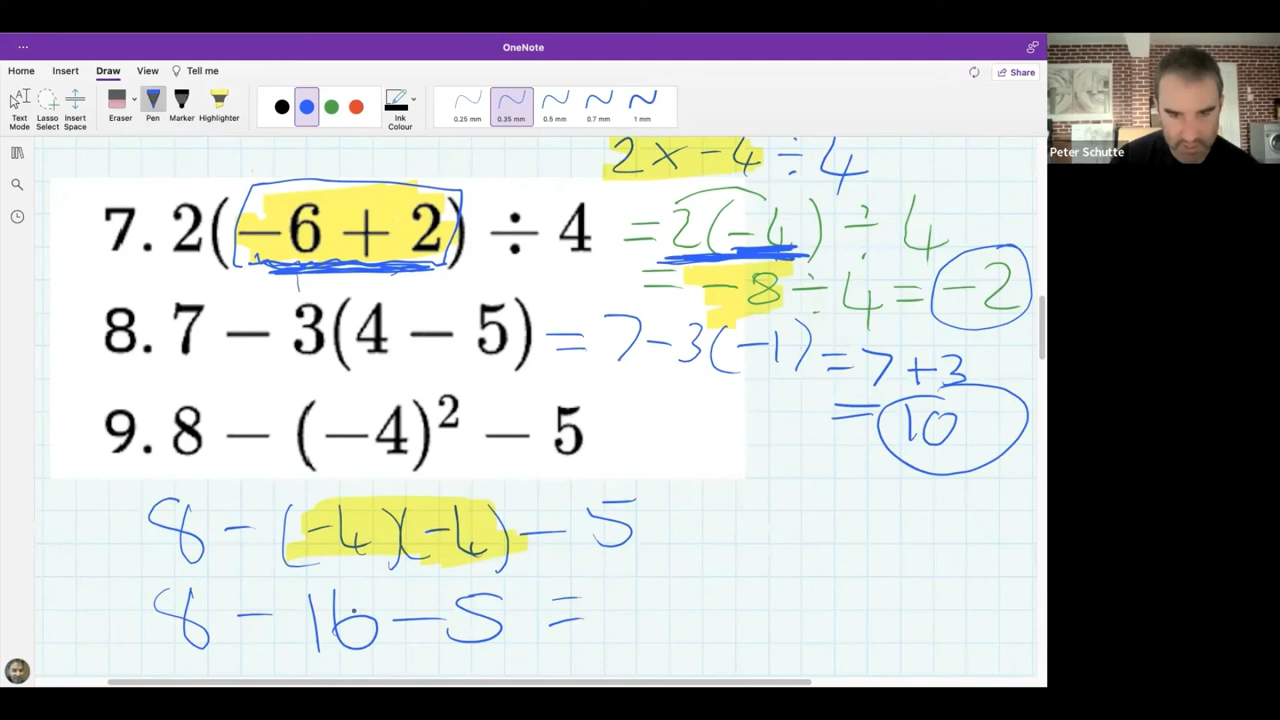 OneNote
Home Insert Draw View Tell me
Share
Text Mode
Lasso Select
Insert Space
Eraser
Pen
Marker
Highlighter
Ink Colour
0.25 mm 0.35 mm 0.5 mm 0.7 mm 1 mm
Peter Schutte
2 x -4 ÷ 4
7. 2(−6 + 2) ÷ 4 = 2(-4) ÷ 4
= -8 ÷ 4 = -2
8. 7 − 3(4 − 5) = 7 - 3(-1) = 7 + 3
= 10
9. 8 − (−4)² − 5
8 - (-4)(-4) - 5
8 - 16 - 5 =